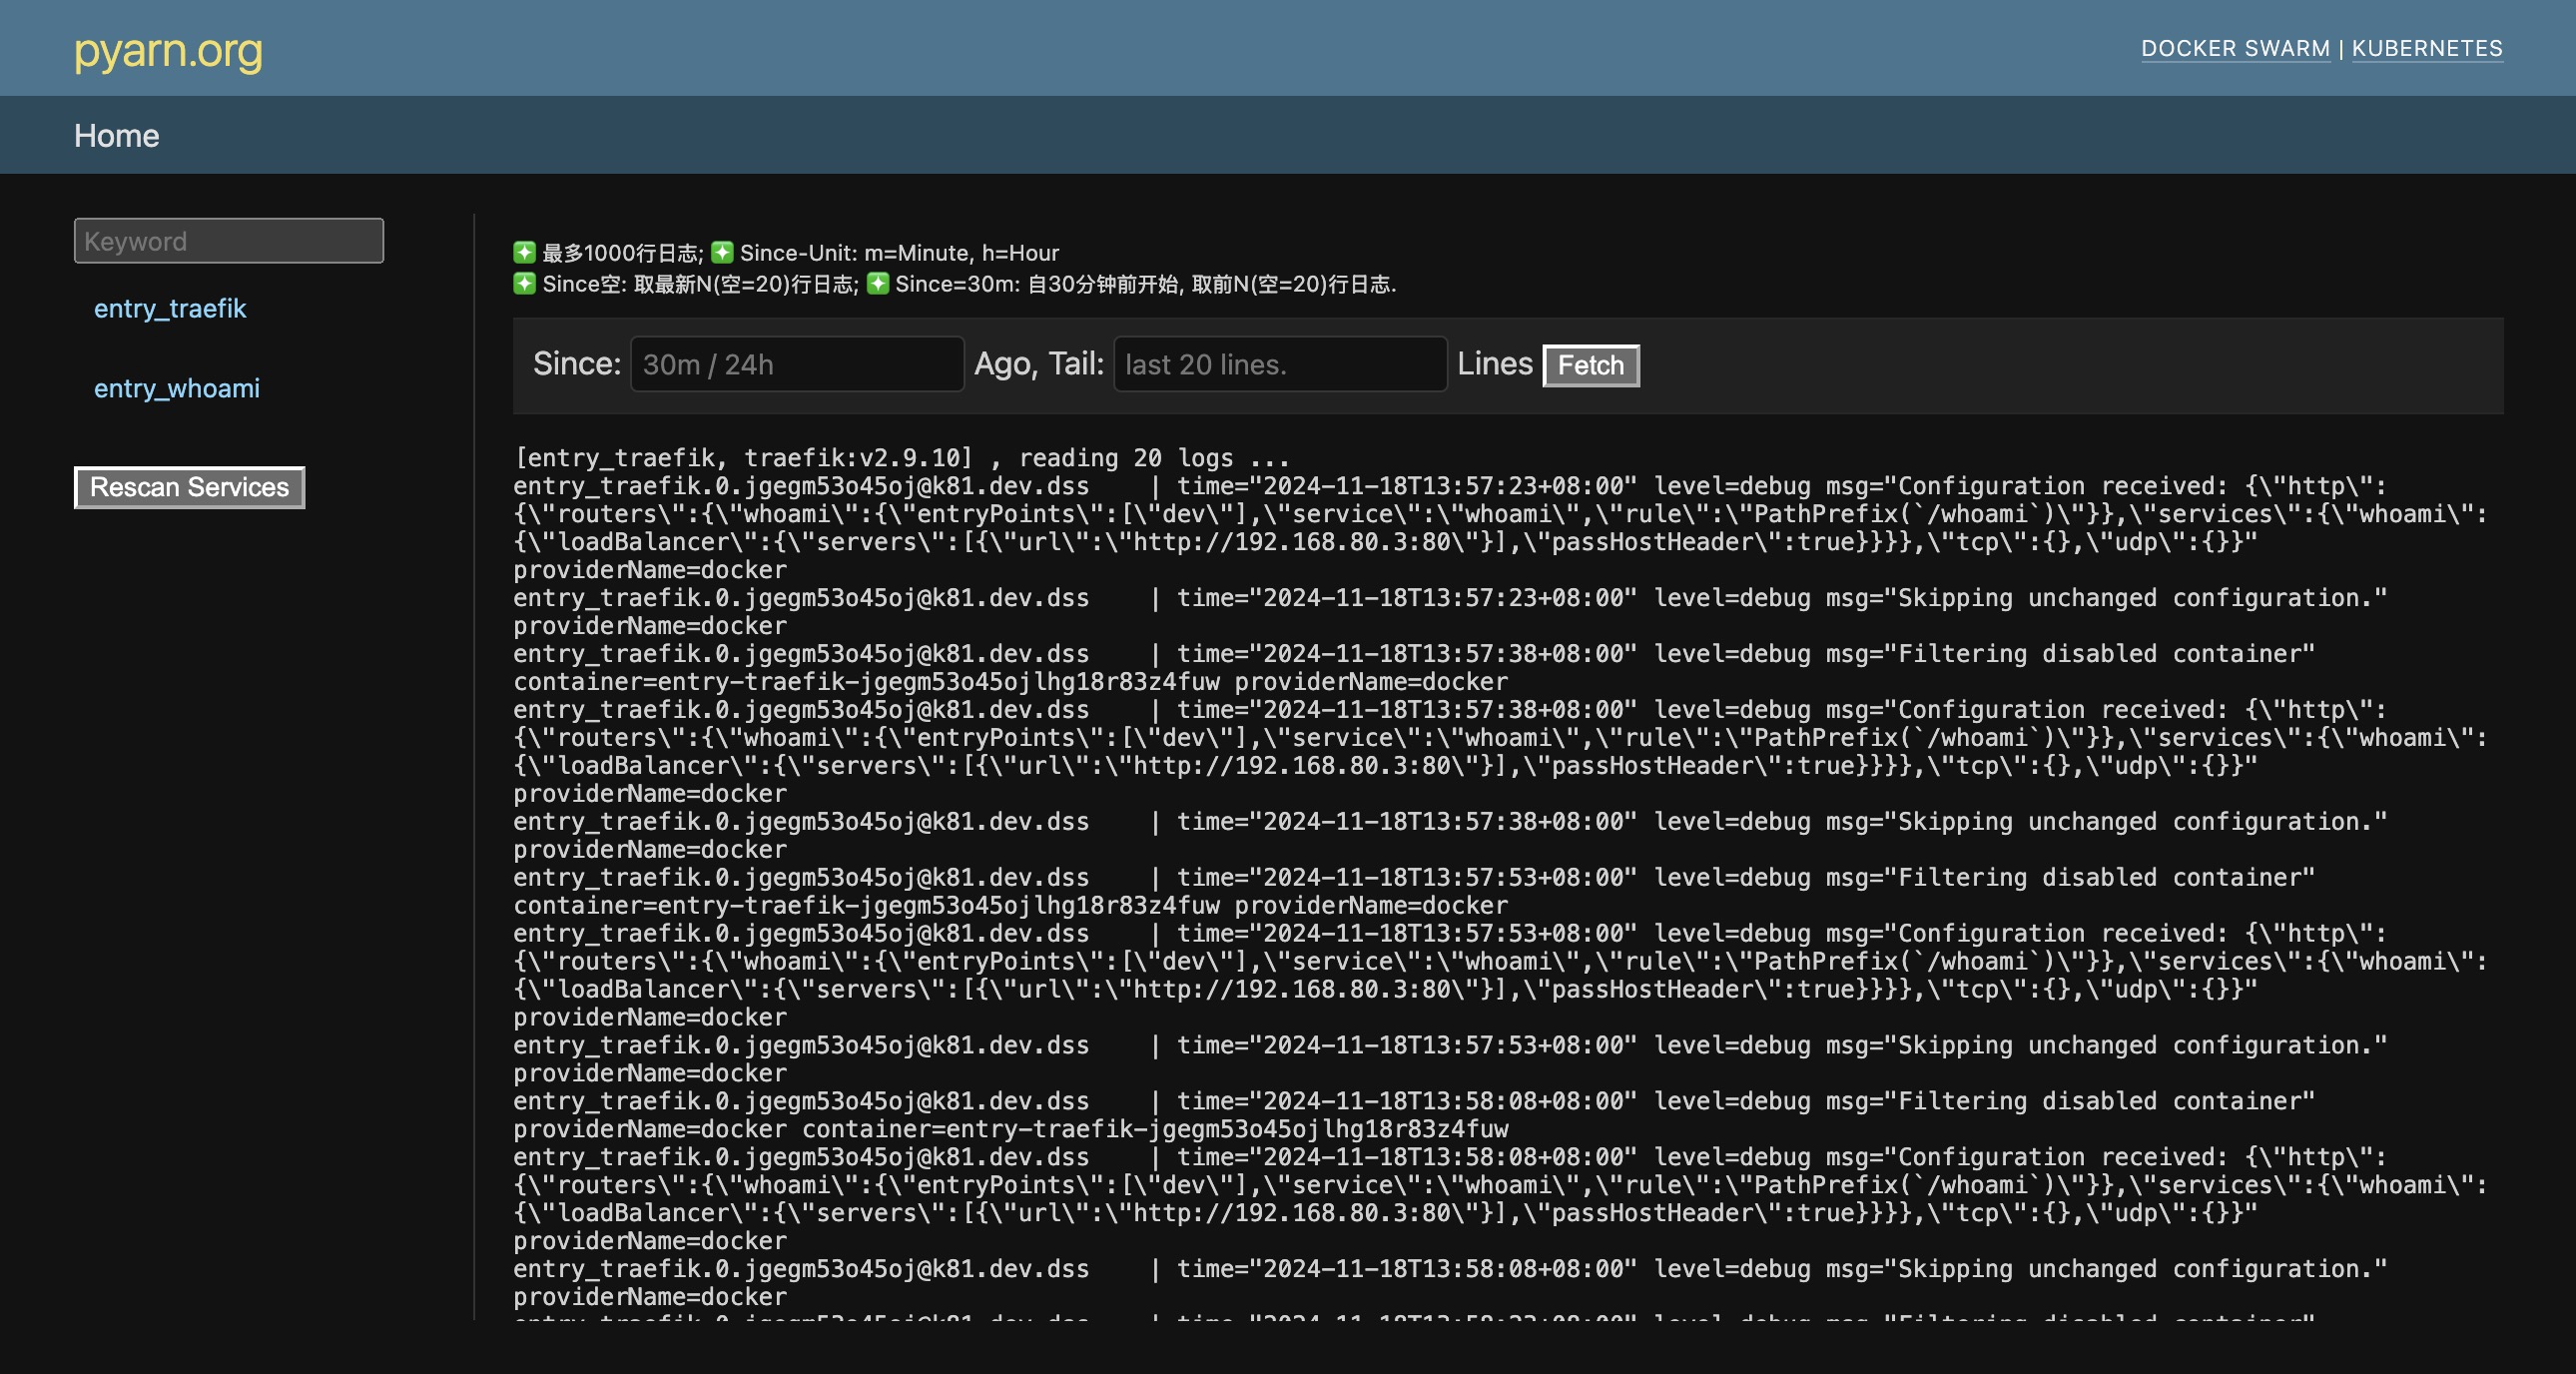 pyarn.org
DOCKER SWARM | KUBERNETES
Home
Keyword
entry_traefik
entry_whoami
Rescan Services
最多1000行日志; Since-Unit: m=Minute, h=Hour
Since空: 取最新N(空=20)行日志; Since=30m: 自30分钟前开始, 取前N(空=20)行日志.
Since: 30m / 24h Ago, Tail: last 20 lines. Lines Fetch
[entry_traefik, traefik:v2.9.10] , reading 20 logs ...
entry_traefik.0.jgegm53o45oj@k81.dev.dss    | time="2024-11-18T13:57:23+08:00" level=debug msg="Configuration received: {\"http\":
{\"routers\":{\"whoami\":{\"entryPoints\":[\"dev\"],\"service\":\"whoami\",\"rule\":\"PathPrefix(`/whoami`)\"}},\"services\":{\"whoami\":
{\"loadBalancer\":{\"servers\":[{\"url\":\"http://192.168.80.3:80\"}],\"passHostHeader\":true}}}},\"tcp\":{},\"udp\":{}}"
providerName=docker
entry_traefik.0.jgegm53o45oj@k81.dev.dss    | time="2024-11-18T13:57:23+08:00" level=debug msg="Skipping unchanged configuration."
providerName=docker
entry_traefik.0.jgegm53o45oj@k81.dev.dss    | time="2024-11-18T13:57:38+08:00" level=debug msg="Filtering disabled container"
container=entry-traefik-jgegm53o45ojlhg18r83z4fuw providerName=docker
entry_traefik.0.jgegm53o45oj@k81.dev.dss    | time="2024-11-18T13:57:38+08:00" level=debug msg="Configuration received: {\"http\":
{\"routers\":{\"whoami\":{\"entryPoints\":[\"dev\"],\"service\":\"whoami\",\"rule\":\"PathPrefix(`/whoami`)\"}},\"services\":{\"whoami\":
{\"loadBalancer\":{\"servers\":[{\"url\":\"http://192.168.80.3:80\"}],\"passHostHeader\":true}}}},\"tcp\":{},\"udp\":{}}"
providerName=docker
entry_traefik.0.jgegm53o45oj@k81.dev.dss    | time="2024-11-18T13:57:38+08:00" level=debug msg="Skipping unchanged configuration."
providerName=docker
entry_traefik.0.jgegm53o45oj@k81.dev.dss    | time="2024-11-18T13:57:53+08:00" level=debug msg="Filtering disabled container"
container=entry-traefik-jgegm53o45ojlhg18r83z4fuw providerName=docker
entry_traefik.0.jgegm53o45oj@k81.dev.dss    | time="2024-11-18T13:57:53+08:00" level=debug msg="Configuration received: {\"http\":
{\"routers\":{\"whoami\":{\"entryPoints\":[\"dev\"],\"service\":\"whoami\",\"rule\":\"PathPrefix(`/whoami`)\"}},\"services\":{\"whoami\":
{\"loadBalancer\":{\"servers\":[{\"url\":\"http://192.168.80.3:80\"}],\"passHostHeader\":true}}}},\"tcp\":{},\"udp\":{}}"
providerName=docker
entry_traefik.0.jgegm53o45oj@k81.dev.dss    | time="2024-11-18T13:57:53+08:00" level=debug msg="Skipping unchanged configuration."
providerName=docker
entry_traefik.0.jgegm53o45oj@k81.dev.dss    | time="2024-11-18T13:58:08+08:00" level=debug msg="Filtering disabled container"
providerName=docker container=entry-traefik-jgegm53o45ojlhg18r83z4fuw
entry_traefik.0.jgegm53o45oj@k81.dev.dss    | time="2024-11-18T13:58:08+08:00" level=debug msg="Configuration received: {\"http\":
{\"routers\":{\"whoami\":{\"entryPoints\":[\"dev\"],\"service\":\"whoami\",\"rule\":\"PathPrefix(`/whoami`)\"}},\"services\":{\"whoami\":
{\"loadBalancer\":{\"servers\":[{\"url\":\"http://192.168.80.3:80\"}],\"passHostHeader\":true}}}},\"tcp\":{},\"udp\":{}}"
providerName=docker
entry_traefik.0.jgegm53o45oj@k81.dev.dss    | time="2024-11-18T13:58:08+08:00" level=debug msg="Skipping unchanged configuration."
providerName=docker